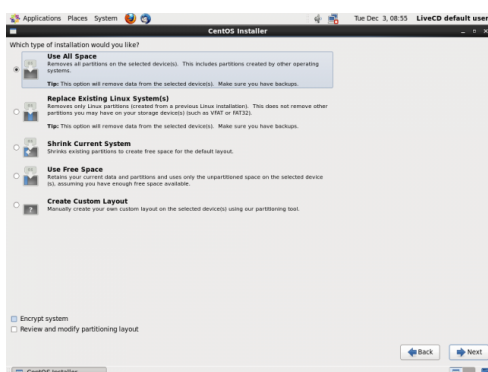 Applications Places System Tue Dec 3, 08:55 LiveCD default user
CentOS Installer
Which type of installation would you like?
Use All Space
Removes all partitions on the selected device(s). This includes partitions created by other operating
systems.
Tip: This option will remove data from the selected device(s). Make sure you have backups.
Replace Existing Linux System(s)
Removes only Linux partitions (created from a previous Linux installation). This does not remove other
partitions you may have on your storage device(s) (such as VFAT or FAT32).
Tip: This option will remove data from the selected device(s). Make sure you have backups.
Shrink Current System
Shrinks existing partitions to create free space for the default layout.
Use Free Space
Retains your current data and partitions and uses only the unpartitioned space on the selected device
(s), assuming you have enough free space available.
Create Custom Layout
Manually create your own custom layout on the selected device(s) using our partitioning tool.
Encrypt system
Review and modify partitioning layout
Back Next
CentOS Installer